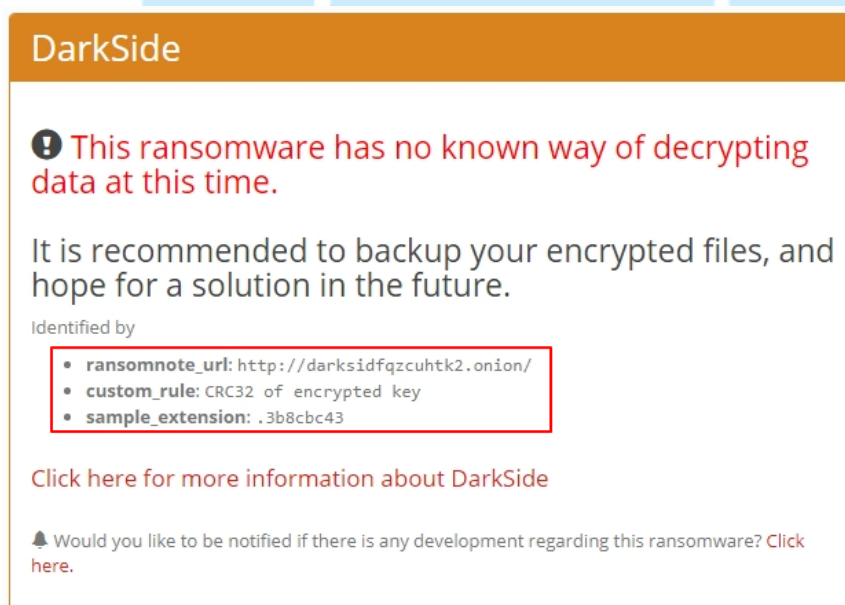 DarkSide
This ransomware has no known way of decrypting
data at this time.
It is recommended to backup your encrypted files, and
hope for a solution in the future.
Identified by
• ransomnote_url: http://darksidfqzcuhtk2.onion/
• custom_rule: CRC32 of encrypted key
• sample_extension: .3b8cbc43
Click here for more information about DarkSide
Would you like to be notified if there is any development regarding this ransomware? Click
here.